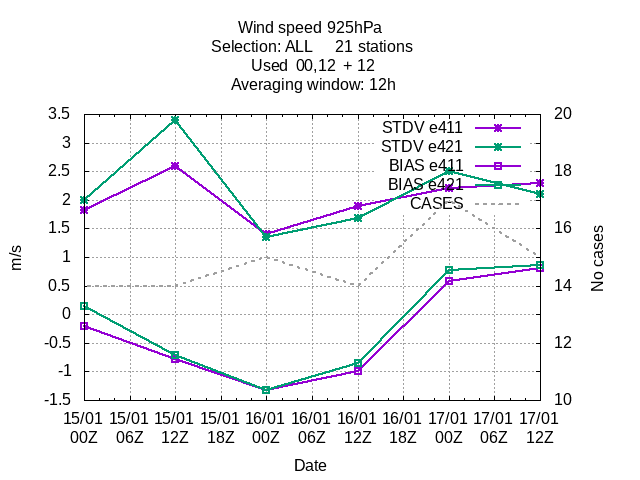 Wind speed 925hPa
Selection: ALL 21 stations
Used 00,12 + 12
Averaging window: 12h
3.5
3
2.5
2
1.5
1
0.5
0
-0.5
-1
-1.5
m/s
STDV e411
STDV e421
BIAS e411
BIAS e421
CASES
20
18
16
14
12
10
No cases
15/01 15/01 15/01 15/01 16/01 16/01 16/01 16/01 17/01 17/01 17/01
00Z 06Z 12Z 18Z 00Z 06Z 12Z 18Z 00Z 06Z 12Z
Date